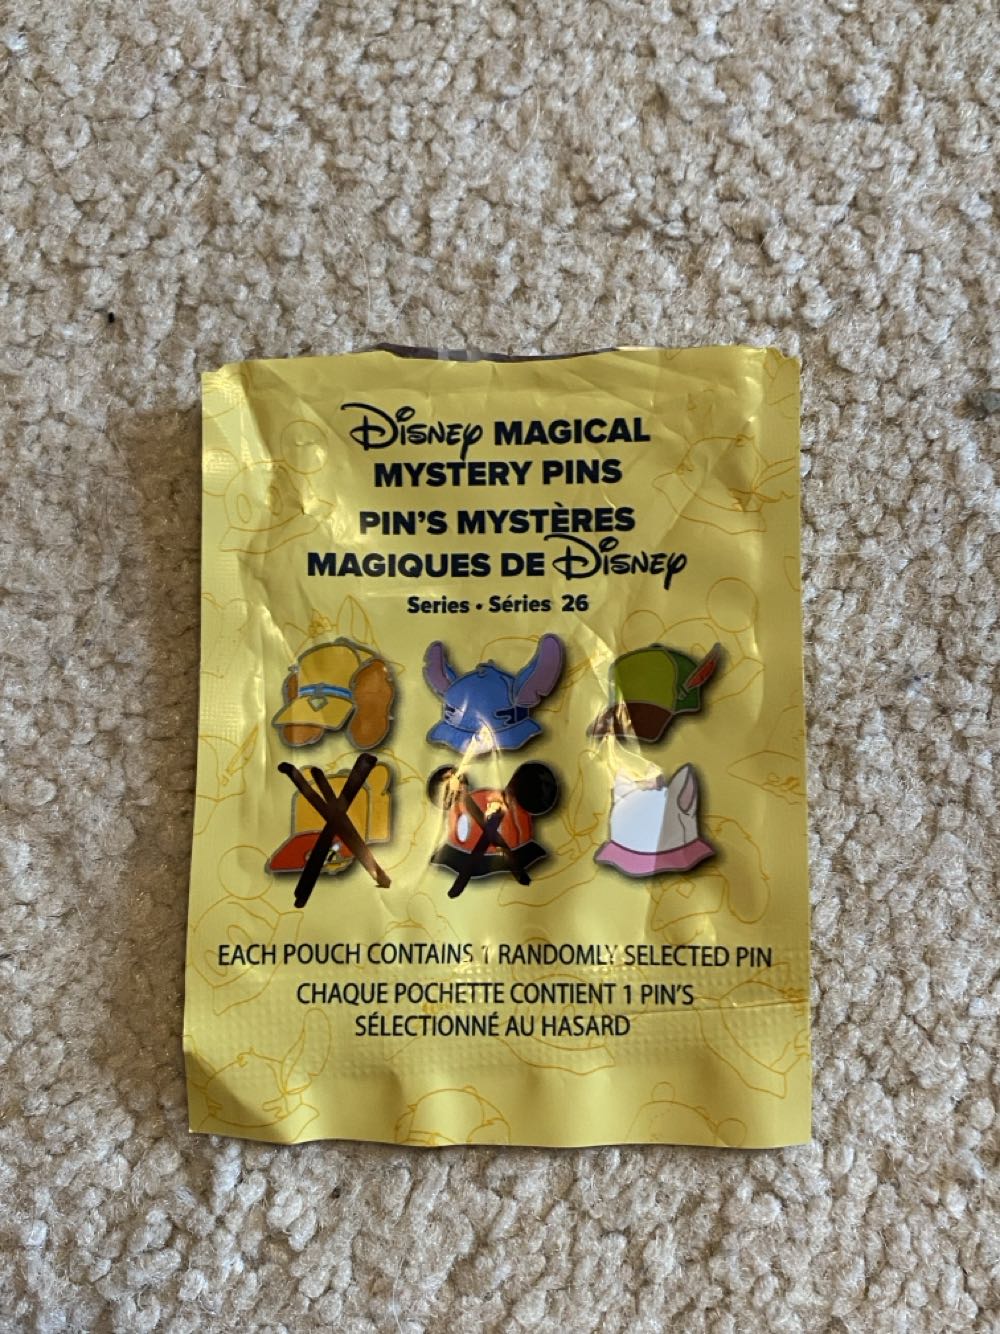 Disney MAGICAL
MYSTERY PINS
PIN'S MYSTÈRES
MAGIQUES DE Disney
Series • Séries 26
EACH POUCH CONTAINS 1 RANDOMLY SELECTED PIN
CHAQUE POCHETTE CONTIENT 1 PIN'S
SÉLECTIONNÉ AU HASARD